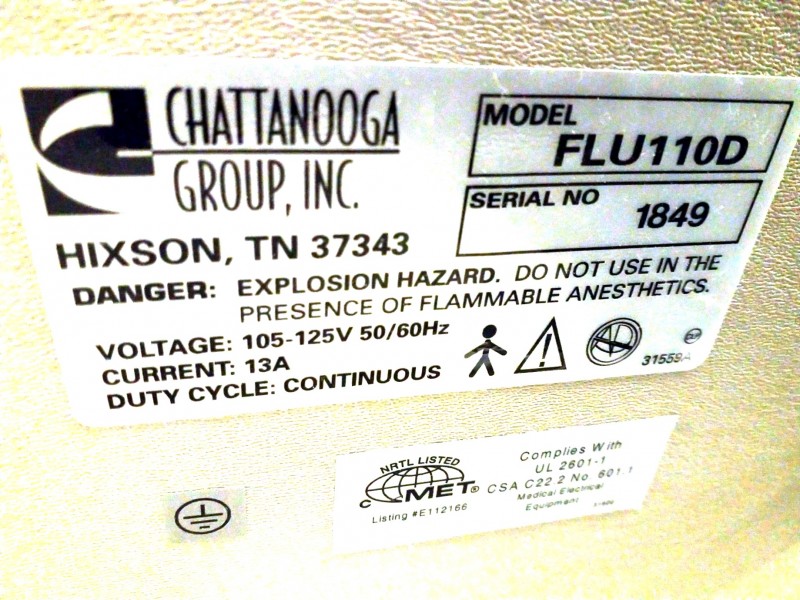 CHATTANOOGA
GROUP, INC.
HIXSON, TN 37343
MODEL
FLU110D
SERIAL NO
1849
DANGER: EXPLOSION HAZARD. DO NOT USE IN THE
PRESENCE OF FLAMMABLE ANESTHETICS.
VOLTAGE: 105-125V 50/60Hz
CURRENT: 13A
DUTY CYCLE: CONTINUOUS
31559A
NRTL LISTED
C MET®
Listing #E112166
Complies With
UL 2601-1
CSA C22.2 No. 601.1
Medical Electrical
Equipment